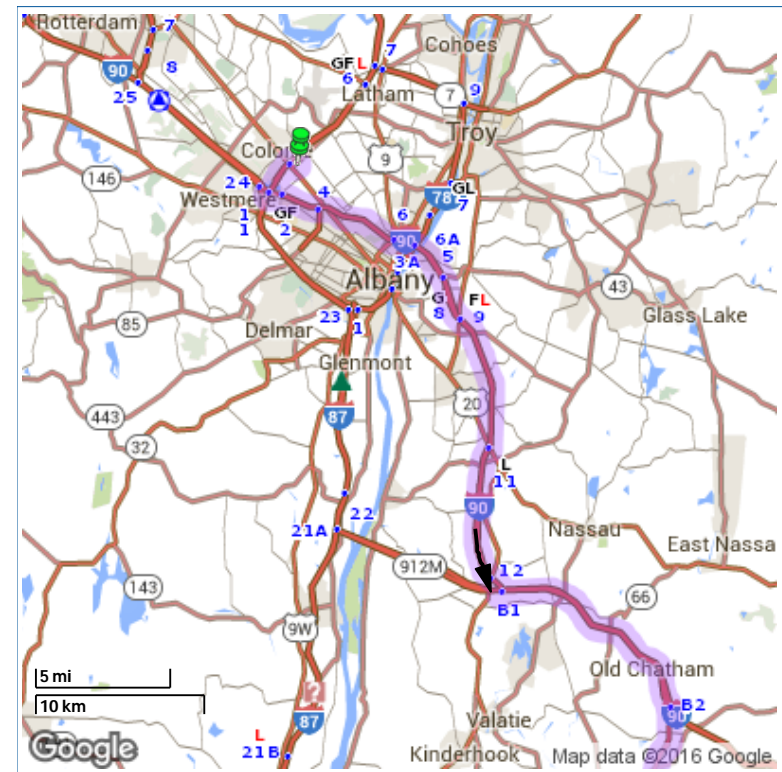 Rotterdam
7
90
8
25
GF L
6
7
Cohoes
Latham
7
9
Troy
Colonie
9
146
24
Westmere
1
1
GF
2
4
GL
787
7
6
90
6A
3A
5
Albany
G
8
F L
9
43
Glass Lake
85
23
1
Delmar
Glenmont
20
87
443
32
L
11
90
22
21A
Nassau
East Nassa
912M
12
B1
143
66
9W
5 mi
10 km
Old Chatham
?
87
B2
90
L
21B
Valatie
Kinderhook
Google
Map data ©2016 Google